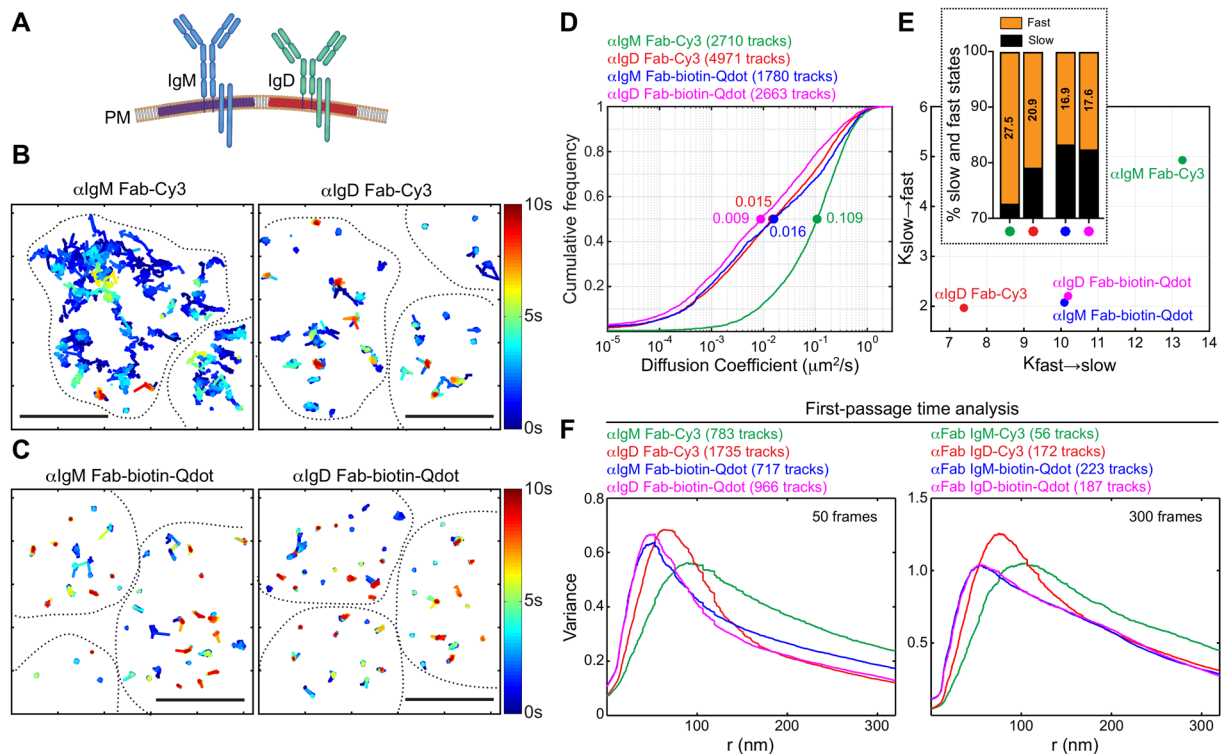 A
IgM
IgD
PM
B
αIgM Fab-Cy3
αIgD Fab-Cy3
10s
5s
0s
C
αIgM Fab-biotin-Qdot
αIgD Fab-biotin-Qdot
10s
5s
0s
D
αIgM Fab-Cy3 (2710 tracks)
αIgD Fab-Cy3 (4971 tracks)
αIgM Fab-biotin-Qdot (1780 tracks)
αIgD Fab-biotin-Qdot (2663 tracks)
Cumulative frequency
1
0.8
0.6
0.4
0.2
0.015
0.009
0.016
0.109
10-5
10-4
10-3
10-2
10-1
100
Diffusion Coefficient (μm2/s)
E
Fast
Slow
% slow and fast states
100
90
80
70
27.5
20.9
16.9
17.6
Kslow→fast
6
5
4
3
2
αIgM Fab-Cy3
αIgD Fab-Cy3
αIgD Fab-biotin-Qdot
αIgM Fab-biotin-Qdot
7 8 9 10 11 12 13 14
Kfast→slow
First-passage time analysis
F
αIgM Fab-Cy3 (783 tracks)
αIgD Fab-Cy3 (1735 tracks)
αIgM Fab-biotin-Qdot (717 tracks)
αIgD Fab-biotin-Qdot (966 tracks)
50 frames
Variance
0.8
0.6
0.4
0.2
0
0 100 200 300
r (nm)
αFab IgM-Cy3 (56 tracks)
αFab IgD-Cy3 (172 tracks)
αFab IgM-biotin-Qdot (223 tracks)
αFab IgD-biotin-Qdot (187 tracks)
300 frames
1.5
1.0
0.5
0 100 200 300
r (nm)